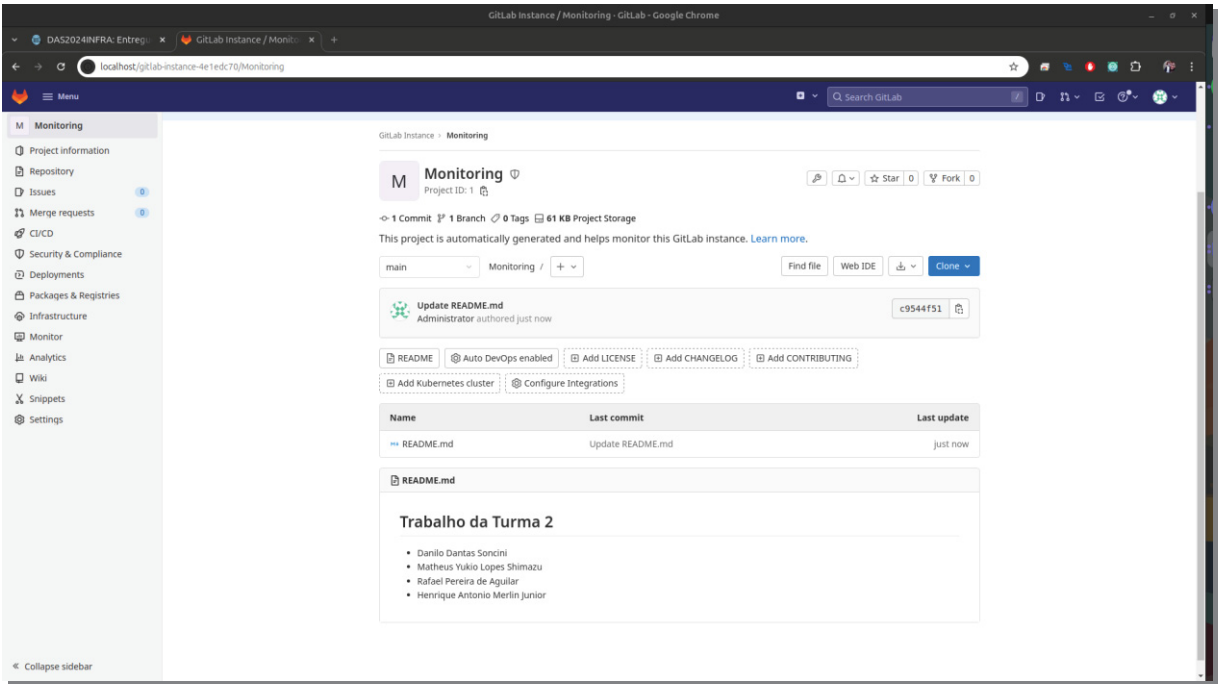 GitLab Instance / Monitoring · GitLab - Google Chrome
DAS2024INFRA: Entregu
GitLab Instance / Monito
localhost/gitlab-instance-4e1edc70/Monitoring
Menu
Search GitLab
/
M Monitoring
Project information
Repository
Issues 0
Merge requests 0
CI/CD
Security & Compliance
Deployments
Packages & Registries
Infrastructure
Monitor
Analytics
Wiki
Snippets
Settings
Collapse sidebar
GitLab Instance › Monitoring
M
Monitoring
Project ID: 1
Star 0 Fork 0
1 Commit 1 Branch 0 Tags 61 KB Project Storage
This project is automatically generated and helps monitor this GitLab instance. Learn more.
main Monitoring / + Find file Web IDE Clone
Update README.md
Administrator authored just now
c9544f51
README Auto DevOps enabled Add LICENSE Add CHANGELOG Add CONTRIBUTING
Add Kubernetes cluster Configure Integrations
Name Last commit Last update
README.md Update README.md just now
README.md
Trabalho da Turma 2
• Danilo Dantas Soncini
• Matheus Yukio Lopes Shimazu
• Rafael Pereira de Aguilar
• Henrique Antonio Merlin Junior